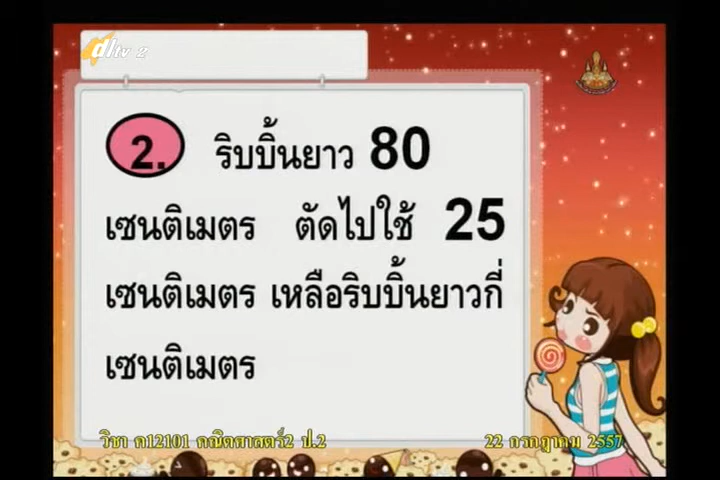 dltv 2
2. ริบบิ้นยาว 80
เซนติเมตร ตัดไปใช้ 25
เซนติเมตร เหลือริบบิ้นยาวกี่
เซนติเมตร
วิชา ค12101 คณิตศาสตร์2 ป.2 22 กรกฎาคม 2557